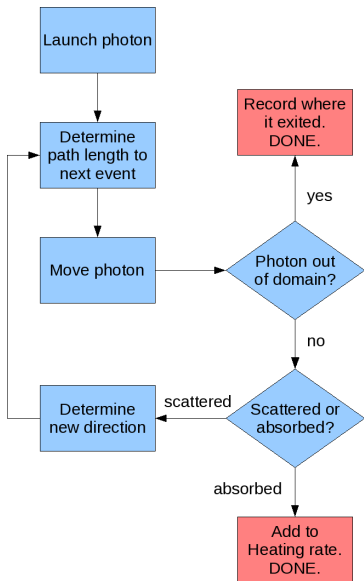 Launch photon
Determine
path length to
next event
Record where
it exited.
DONE.
yes
Move photon
Photon out
of domain?
no
Determine
new direction
scattered
Scattered or
absorbed?
absorbed
Add to
Heating rate.
DONE.